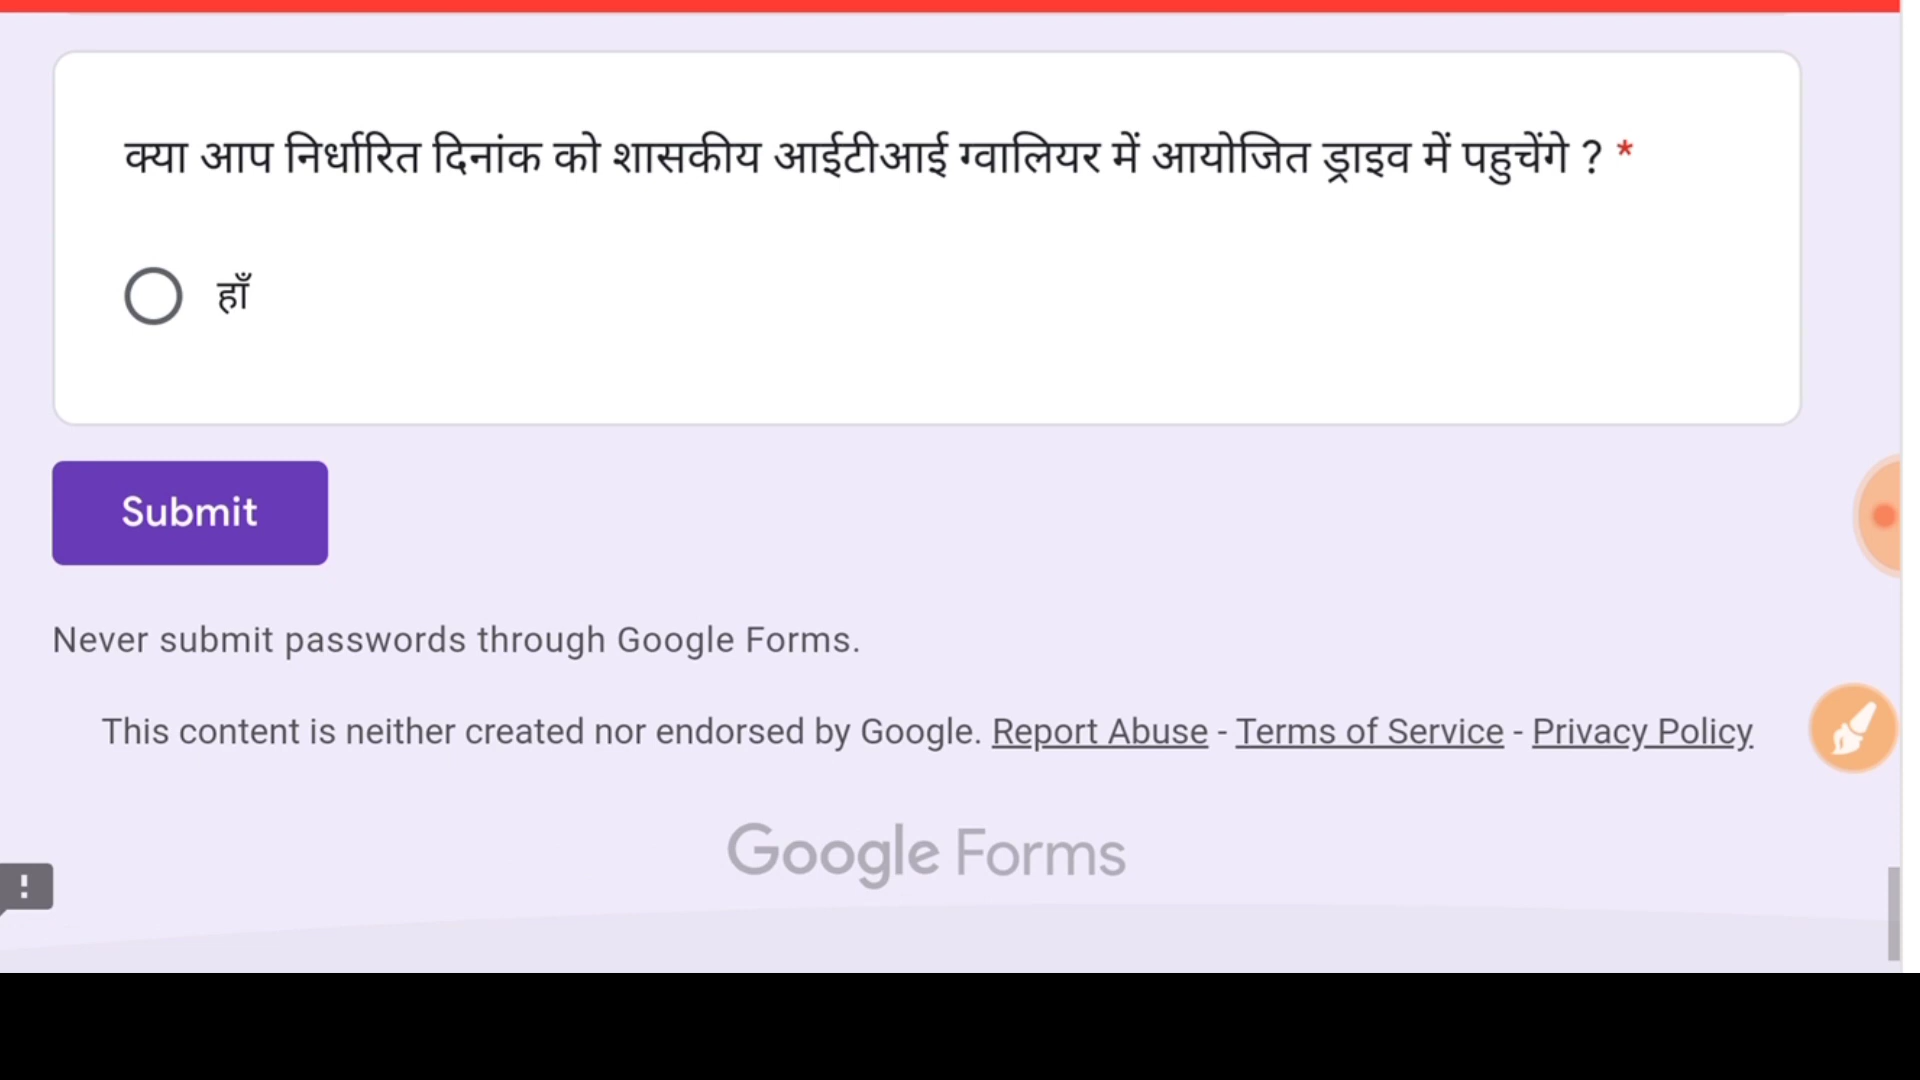 क्या आप निर्धारित दिनांक को शासकीय आईटीआई ग्वालियर में आयोजित ड्राइव में पहुचेंगे ? *
हाँ
Submit
Never submit passwords through Google Forms.
This content is neither created nor endorsed by Google. Report Abuse - Terms of Service - Privacy Policy
Google Forms